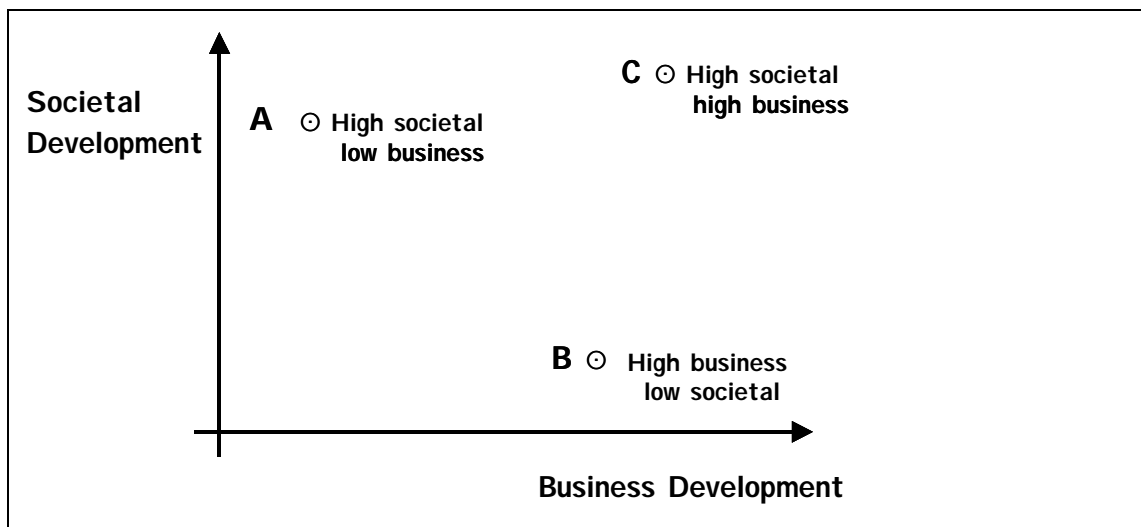 Societal
Development
A
High societal
low business
C
High societal
high business
B
High business
low societal
Business Development